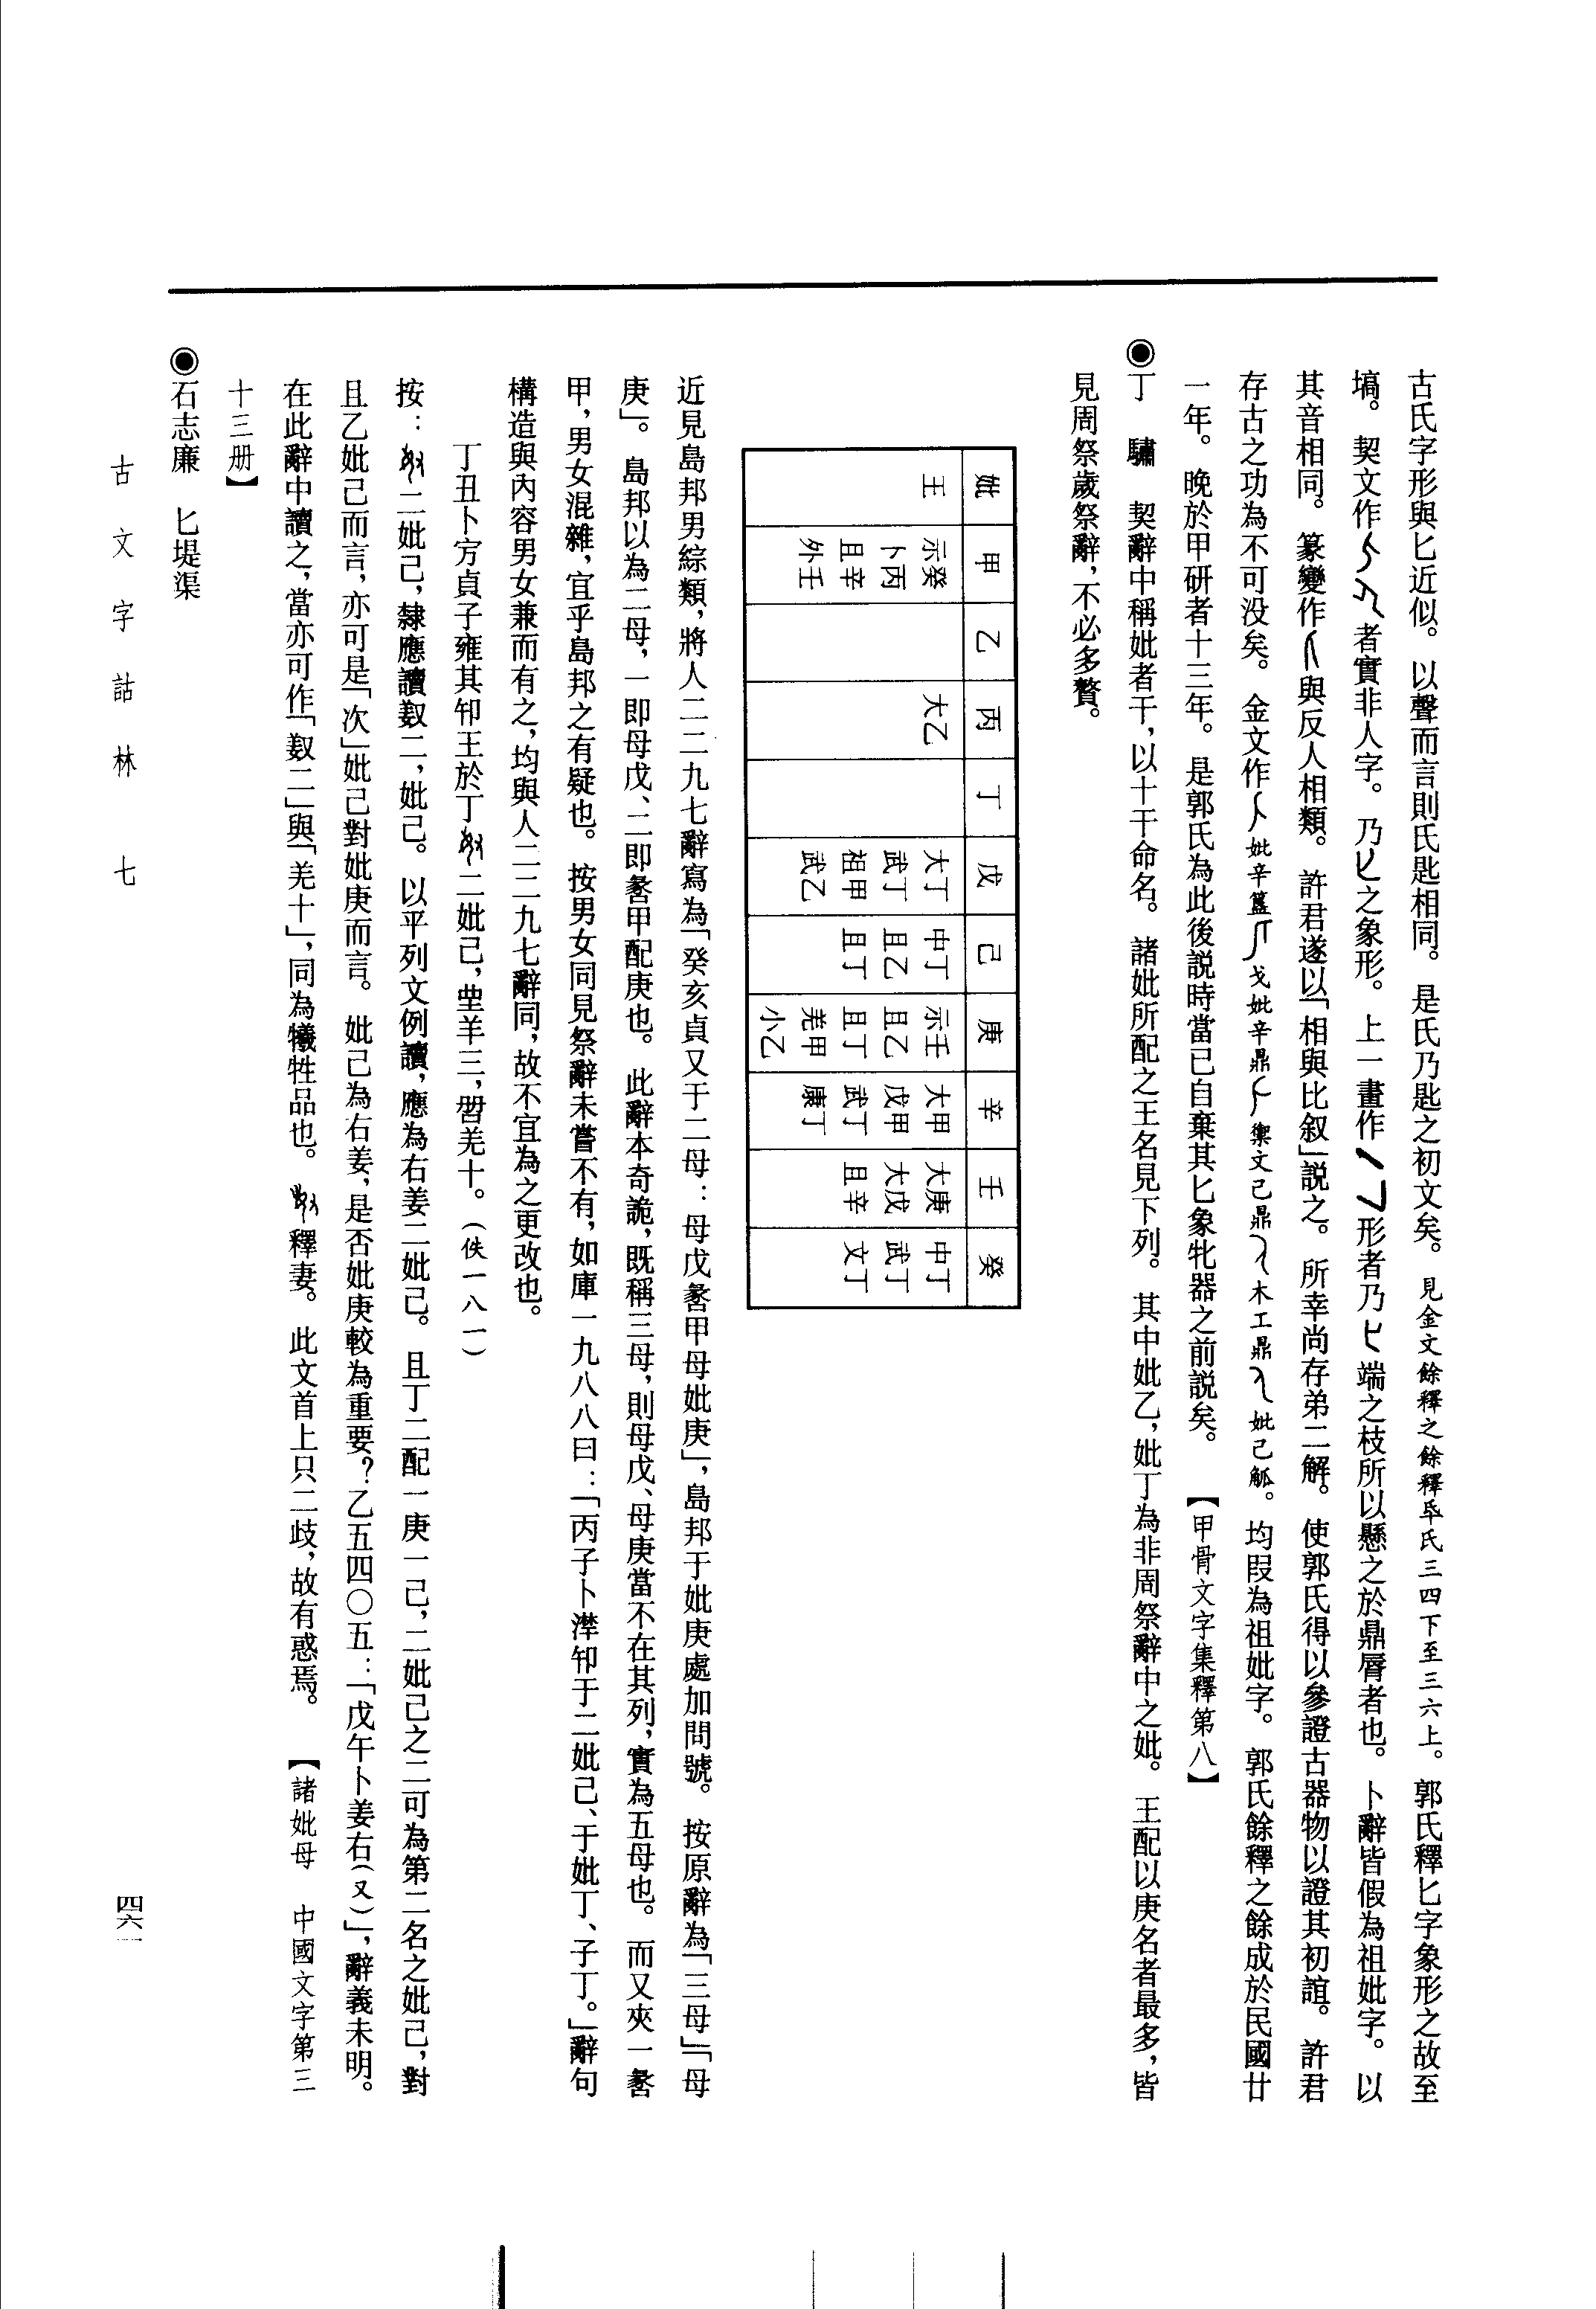 古氏字形與匕近似。以聲而言則氏匙相同。是氏乃匙之初文矣。見金文餘釋之餘釋氒氏三四下至三六上。郭氏釋匕字象形之故至
塙。契文作者實非人字。乃匕之象形。上一畫作形者乃匕端之枝所以懸之於鼎脣者也。卜辭皆假為祖妣字。以
其音相同。篆變作與反人相類。許君遂以「相與比叙」説之。所幸尚存弟二解。使郭氏得以參證古器物以證其初誼。許君
存古之功為不可没矣。金文作妣辛簋戈妣辛鼎禦文己鼎木工鼎妣己觚。均叚為祖妣字。郭氏餘釋之餘成於民國廿
一年。晚於甲研者十三年。是郭氏為此後説時當已自棄其匕象牝器之前説矣。【甲骨文字集釋第八】
◉丁 驌 契辭中稱妣者干，以十干命名。諸妣所配之王名見下列。其中妣乙，妣丁為非周祭辭中之妣。王配以庚名者最多，皆
見周祭歲祭辭，不必多贅。
妣 甲 乙 丙 丁 戊 己 庚 辛 壬 癸
王 示癸 大乙 大丁 中丁 示壬 大甲 大庚 中丁
卜丙 武丁 且乙 且乙 戊甲 大戊 武丁
且辛 祖甲 且丁 且丁 武丁 且辛 文丁
外壬 武乙 羌甲 康丁
小乙
近見島邦男綜類，將人二二九七辭寫為「癸亥貞又于二母：母戊𧖅甲母妣庚」，島邦于妣庚處加問號。按原辭為「三母」「母
庚」。島邦以為二母，一即母戊、二即𧖅甲配庚也。此辭本奇詭，既稱三母，則母戊、母庚當不在其列，實為五母也。而又夾一𧖅
甲，男女混雜，宜乎島邦之有疑也。按男女同見祭辭未嘗不有，如庫一九八八曰：「丙子卜㵘㘝于二妣己、于妣丁、子丁。」辭句
構造與內容男女兼而有之，均與人二二九七辭同，故不宜為之更改也。
丁丑卜㝑貞子雍其㘝王於丁二妣己，㞷羊三，𠕋羌十。（佚一八一）
按：二妣己，隸應讀㛸二，妣己。以平列文例讀，應為右姜二妣己。且丁二配一庚一己，二妣己之二可為第二名之妣己，對
且乙妣己而言，亦可是「次」妣己對妣庚而言。妣己為右姜，是否妣庚較為重要？乙五四〇五：「戊午卜姜右（又）」，辭義未明。
在此辭中讀之，當亦可作「㛸二」與「羌十」，同為犧牲品也。釋妻。此文首上只二歧，故有惑焉。【諸妣母 中國文字第三
十三册】
◉石志廉 匕堤渠
古文字詁林 七
四六一